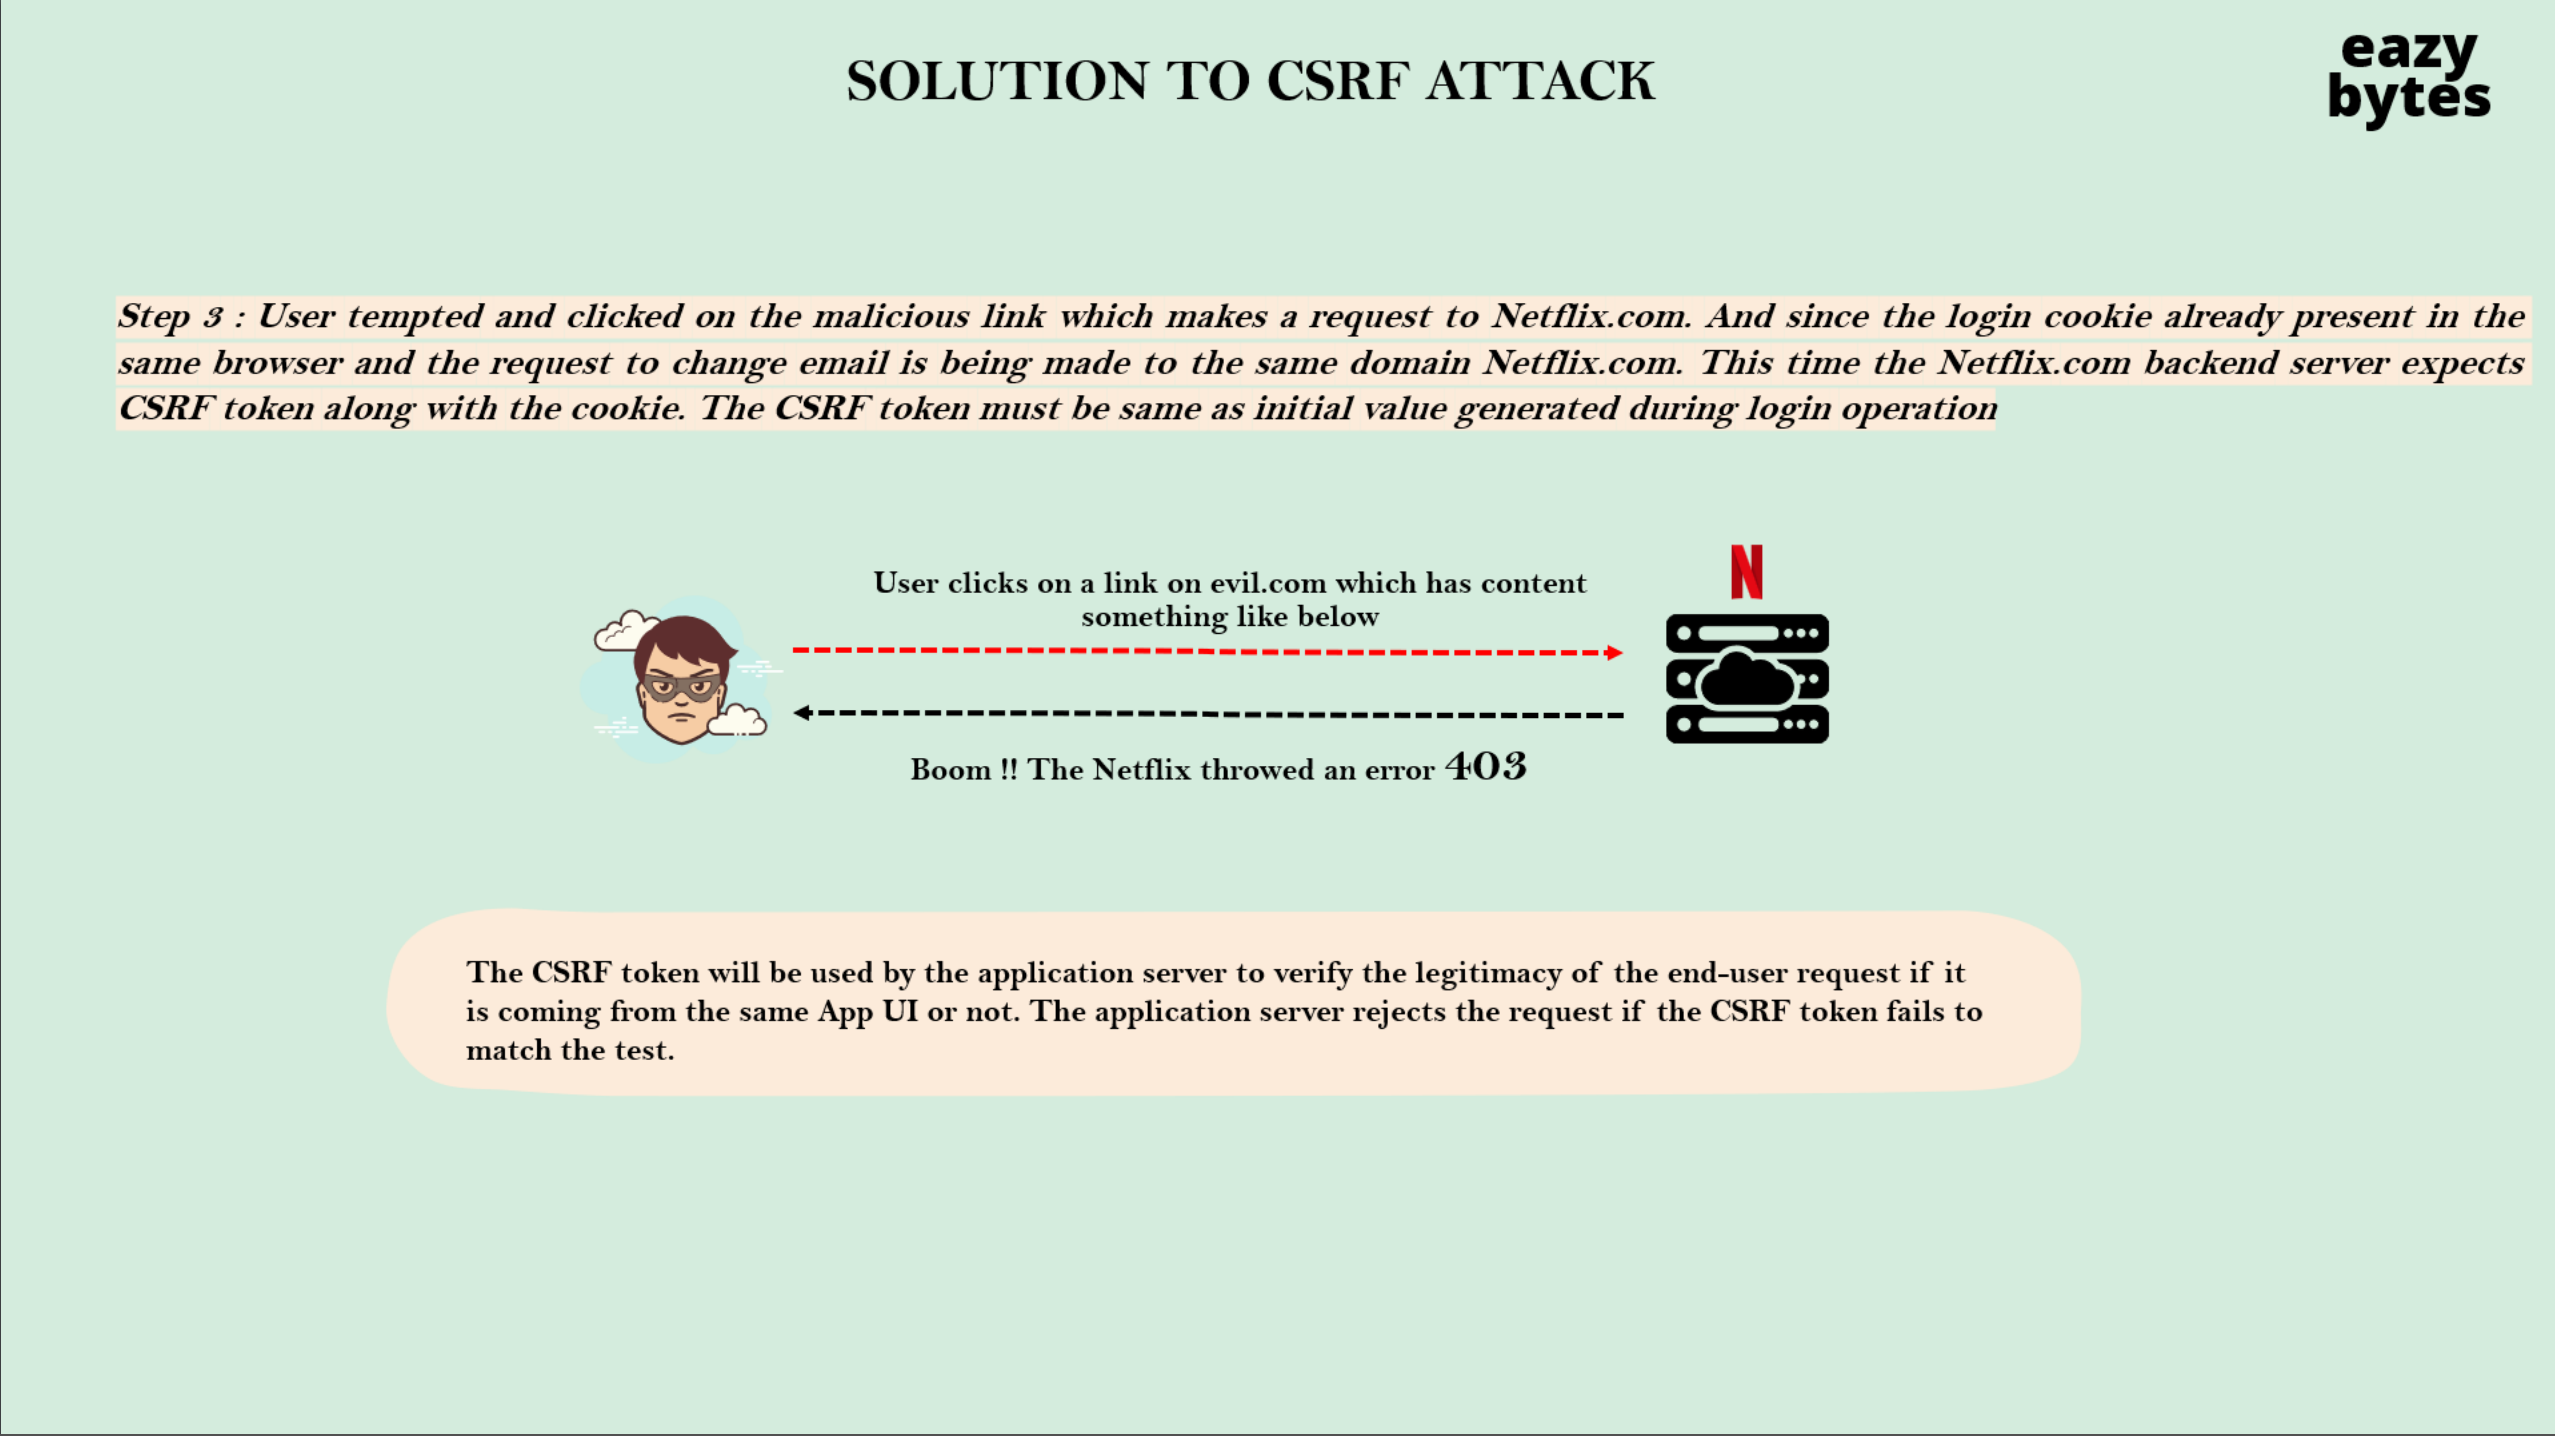 SOLUTION TO CSRF ATTACK
eazy
bytes
Step 3 : User tempted and clicked on the malicious link which makes a request to Netflix.com. And since the login cookie already present in the
same browser and the request to change email is being made to the same domain Netflix.com. This time the Netflix.com backend server expects
CSRF token along with the cookie. The CSRF token must be same as initial value generated during login operation
User clicks on a link on evil.com which has content
something like below
N
Boom !! The Netflix throwed an error 403
The CSRF token will be used by the application server to verify the legitimacy of the end-user request if it
is coming from the same App UI or not. The application server rejects the request if the CSRF token fails to
match the test.